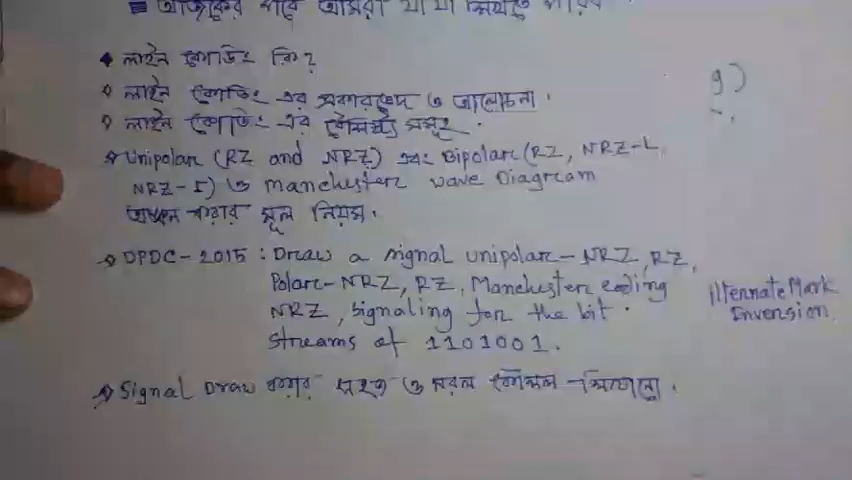 আজকের পর্বে আমরা যা যা শিখতে পারব
লাইন কোডিং কি?
লাইন কোডিং এর প্রকারভেদ ও আলোচনা.
লাইন কোডিং এর বৈশিষ্ট্য সমূহ.
Unipolar (RZ and NRZ) এবং Bipolar (RZ, NRZ-L,
NRZ-I) ও Manchester wave Diagram
অঙ্কন করার মূল নিয়ম.
DPDC-2015 : Draw a signal unipolar-NRZ, RZ,
Polar-NRZ, RZ, Manchester coding
NRZ, signaling for the bit.
Streams of 1101001.
Signal Draw করার সহজ ও সরল কৌশল শিখানো.
g)
Alternate Mark
Inversion